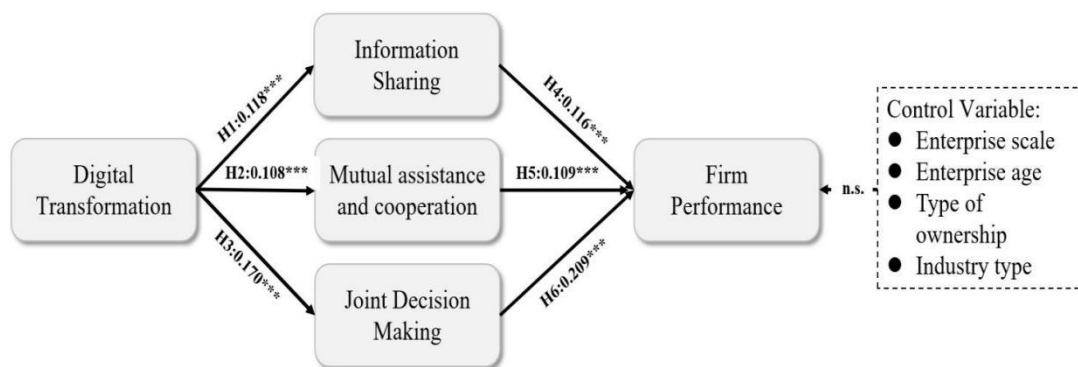 Information
Sharing
H1:0.118***
H4:0.116***
Digital
Transformation
H2:0.108***
Mutual assistance
and cooperation
H5:0.109***
Firm
Performance
n.s.
Control Variable:
● Enterprise scale
● Enterprise age
● Type of
ownership
● Industry type
H3:0.170***
H6:0.209***
Joint Decision
Making